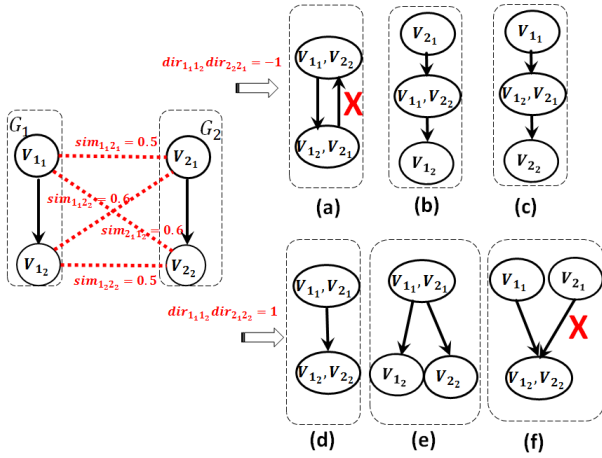 G₁
G₂
V₁₁
V₂₁
V₁₂
V₂₂
sim₁₁₂₁ = 0.5
sim₁₁₂₂ = 0.6
sim₂₁₁₂ = 0.6
sim₁₂₂₂ = 0.5
dir₁₁₁₂dir₂₂₂₁ = −1
V₁₁,V₂₂
X
V₁₂,V₂₁
(a)
V₂₁
V₁₁,V₂₂
V₁₂
(b)
V₁₁
V₁₂,V₂₁
V₂₂
(c)
dir₁₁₁₂dir₂₁₂₂ = 1
V₁₁,V₂₁
V₁₂,V₂₂
(d)
V₁₁,V₂₁
V₁₂
V₂₂
(e)
V₁₁
V₂₁
X
V₁₂,V₂₂
(f)